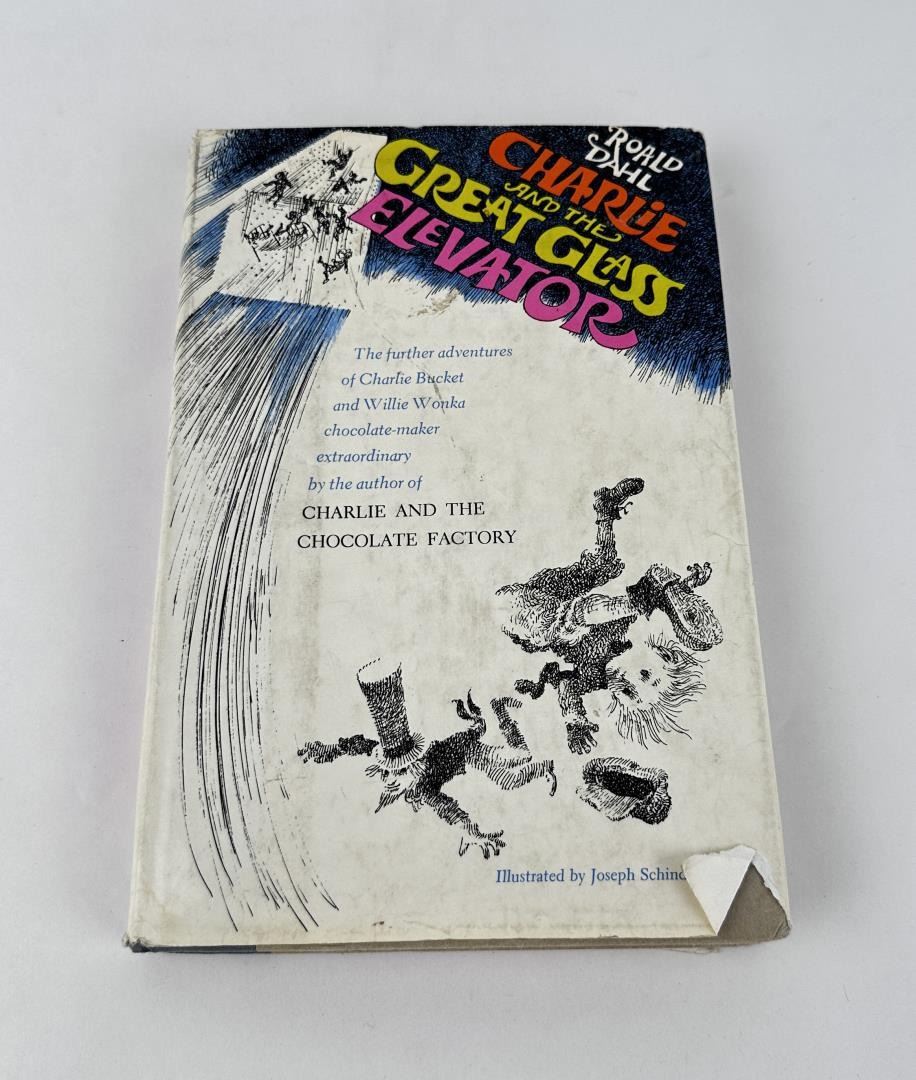 ROALD
DAHL
CHARLIE
AND THE
GREAT GLASS
ELEVATOR
The further adventures
of Charlie Bucket
and Willie Wonka
chocolate-maker
extraordinary
by the author of
CHARLIE AND THE
CHOCOLATE FACTORY
Illustrated by Joseph